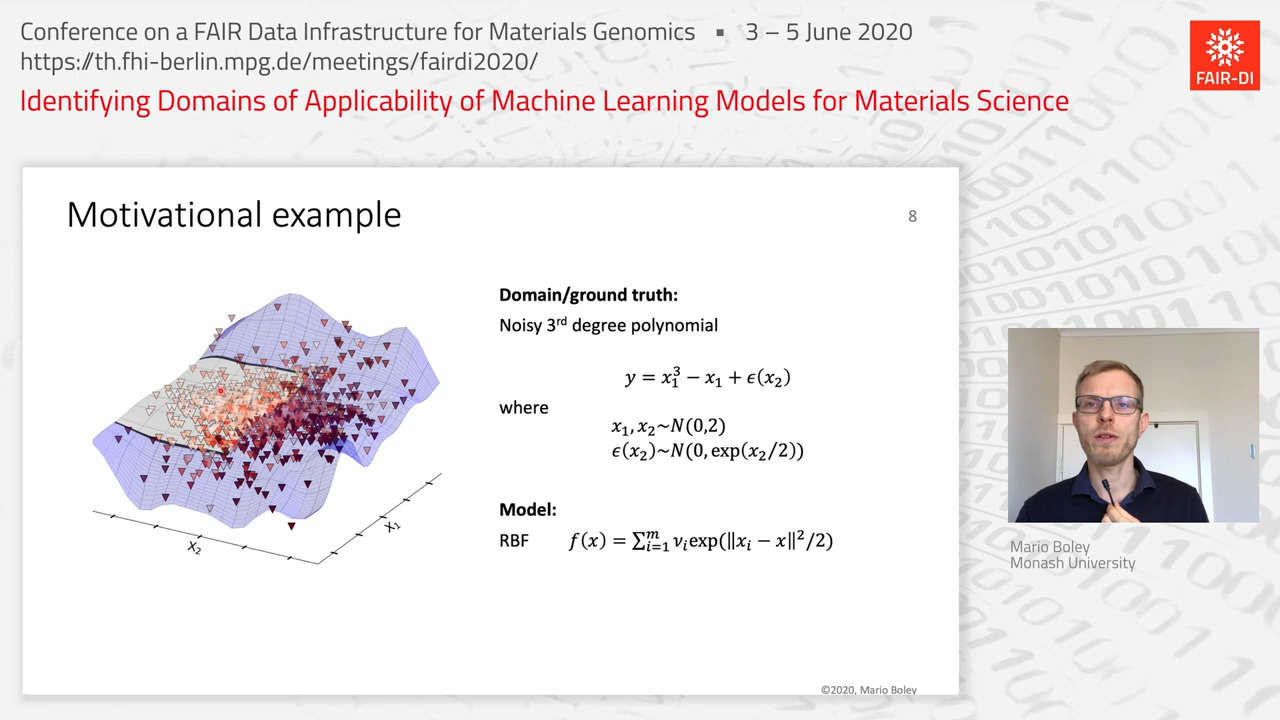 Conference on a FAIR Data Infrastructure for Materials Genomics ▪ 3 – 5 June 2020
https://th.fhi-berlin.mpg.de/meetings/fairdi2020/
Identifying Domains of Applicability of Machine Learning Models for Materials Science
FAIR-DI
Motivational example
8
Domain/ground truth:
Noisy 3rd degree polynomial
y = x₁³ − x₁ + ϵ(x₂)
where
x₁, x₂~N(0,2)
ϵ(x₂)~N(0, exp(x₂/2))
Model:
RBF f(x) = ∑ᵢ₌₁ᵐ νᵢexp(‖xᵢ − x‖²/2)
X₁
X₂
©2020, Mario Boley
Mario Boley
Monash University